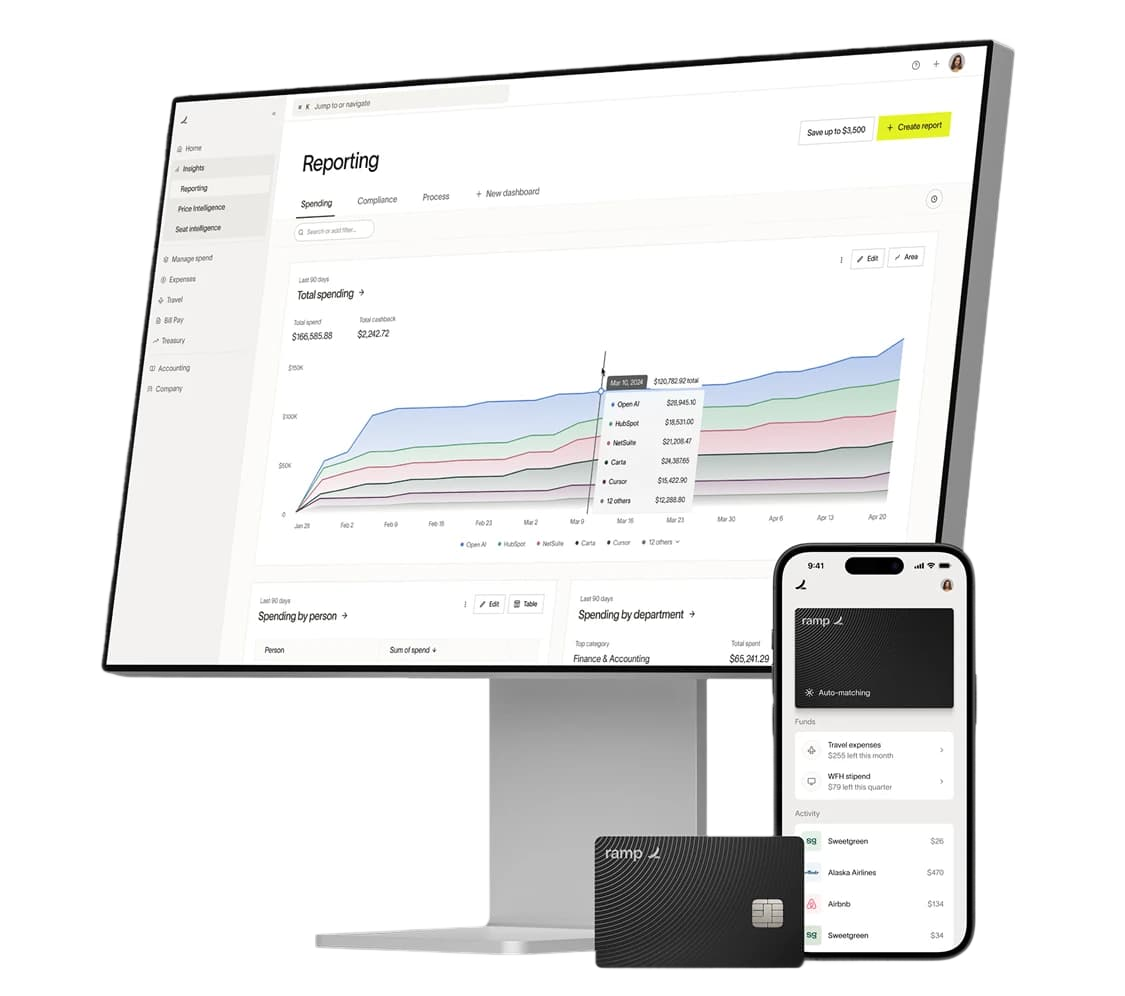 K Jump to or navigate
Save up to $3,500
+ Create report
Home
Insights
Reporting
Price Intelligence
Seat intelligence
Manage spend
Expenses
Travel
Bill Pay
Treasury
Accounting
Company
Reporting
Spending Compliance Process + New dashboard
Search or add filter...
Last 90 days
Total spending →
Edit Area
Total spend Total cashback
$166,585.88 $2,242.72
$150K
$100K
$50K
0
Mar 10, 2024 $120,782.92 total
Open AI $28,945.10
HubSpot $18,531.00
NetSuite $21,208.47
Carta $24,387.65
Cursor $15,422.90
12 others $12,288.80
Jan 26 Feb 2 Feb 9 Feb 16 Feb 23 Mar 2 Mar 9 Mar 16 Mar 23 Mar 30 Apr 6 Apr 13 Apr 20
Open AI HubSpot NetSuite Carta Cursor 12 others
Last 90 days
Spending by person →
Edit Table
Person Sum of spend ↓
Last 90 days
Spending by department →
Top category Total spent
Finance & Accounting $65,241.29
9:41
ramp
Auto-matching
Funds
Travel expenses
$255 left this month
WFH stipend
$79 left this quarter
Activity
sg Sweetgreen $26
Alaska Airlines $470
Airbnb $134
sg Sweetgreen $34
ramp